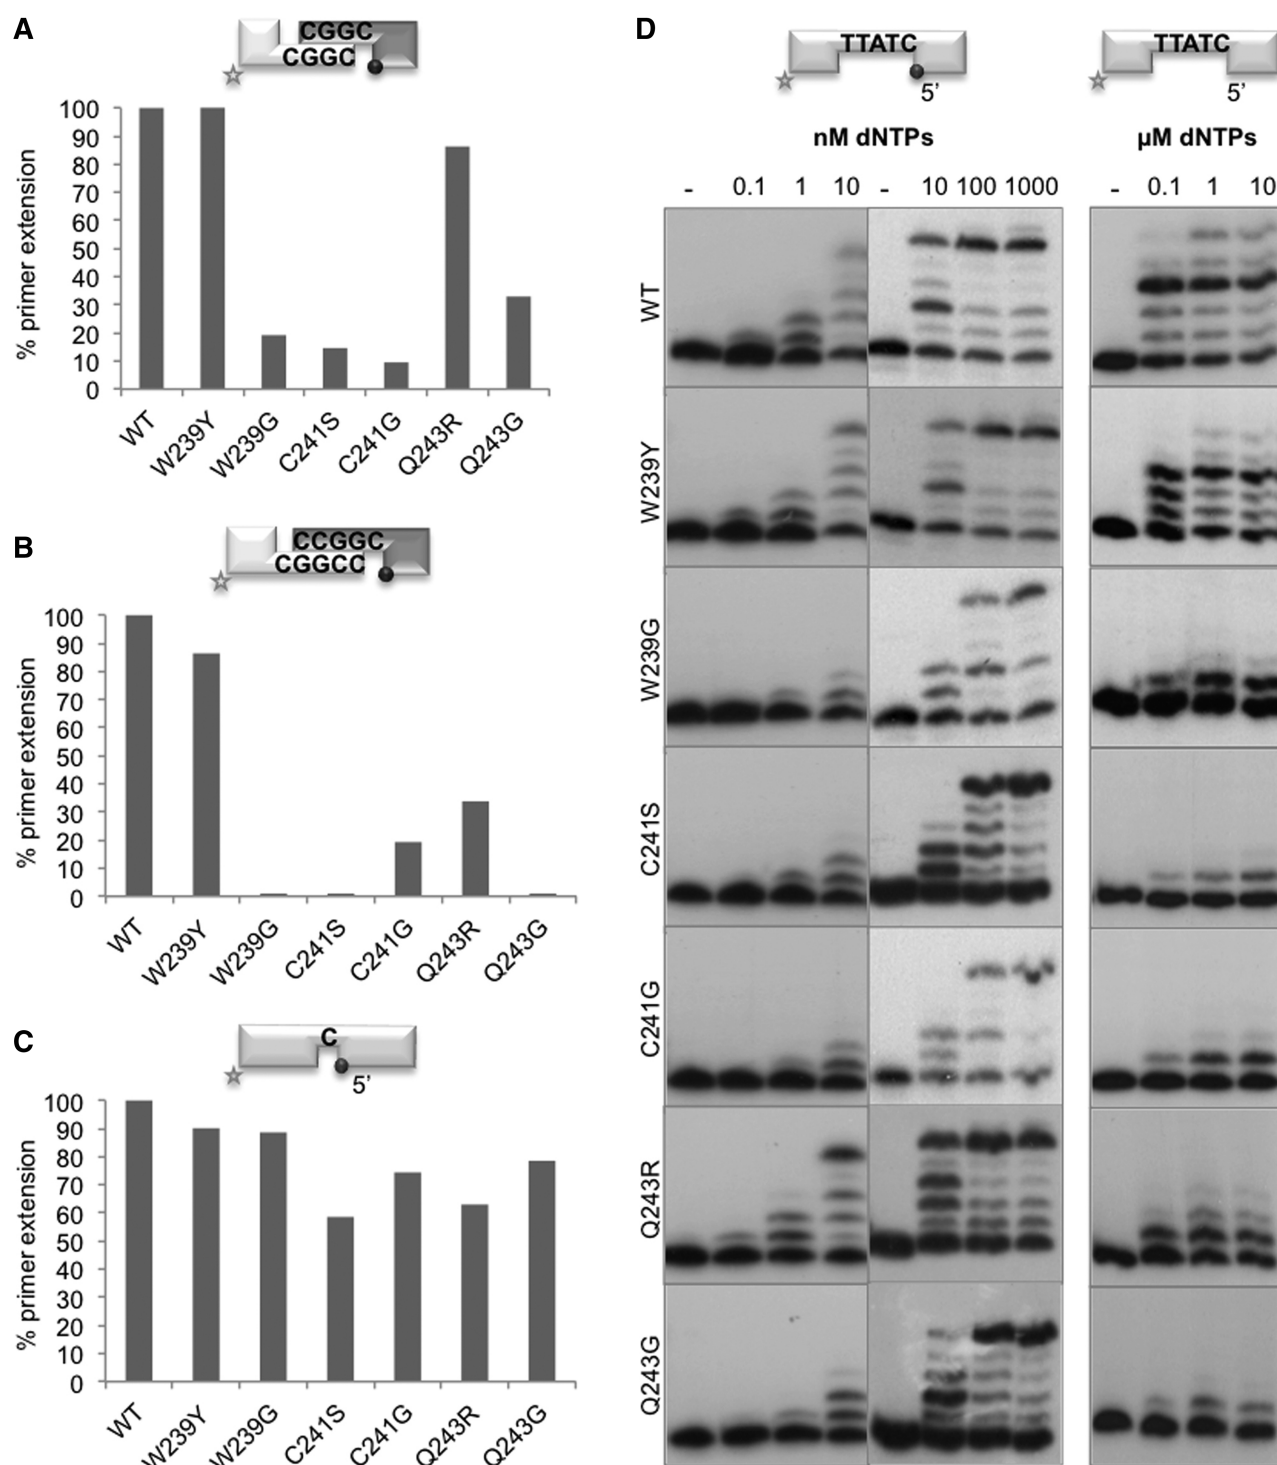 A
CGGC
CGGC
% primer extension
100
90
80
70
60
50
40
30
20
10
0
WT
W239Y
W239G
C241S
C241G
Q243R
Q243G
B
CCGGC
CGGCC
% primer extension
100
90
80
70
60
50
40
30
20
10
0
WT
W239Y
W239G
C241S
C241G
Q243R
Q243G
C
C
5’
% primer extension
100
90
80
70
60
50
40
30
20
10
0
WT
W239Y
W239G
C241S
C241G
Q243R
Q243G
D
TTATC
5’
TTATC
5’
nM dNTPs
µM dNTPs
- 0.1 1 10 - 10 100 1000
- 0.1 1 10
WT
W239Y
W239G
C241S
C241G
Q243R
Q243G